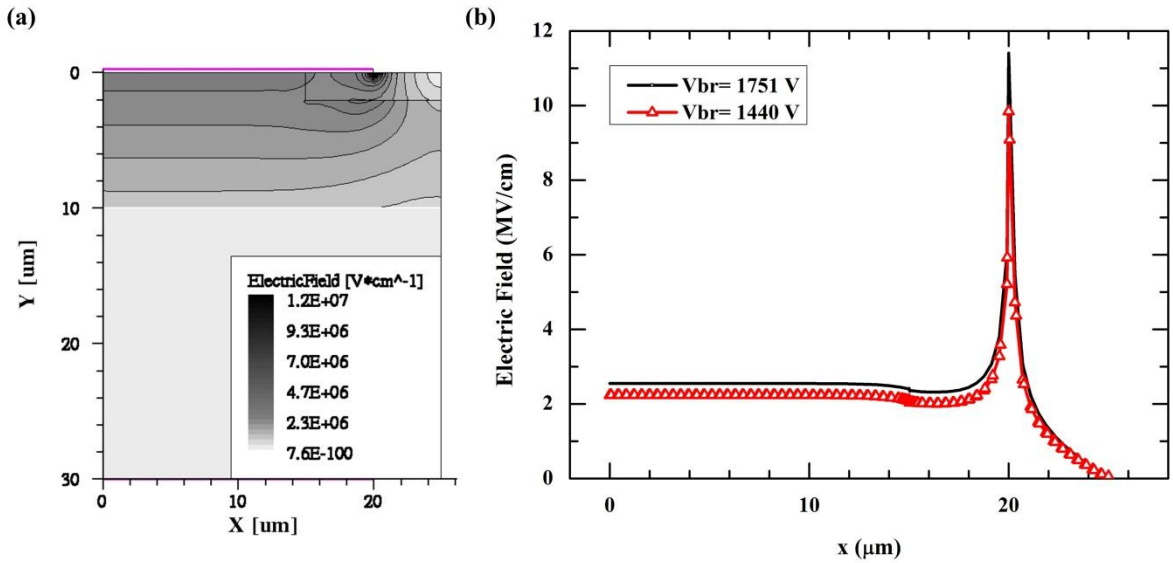 (a)
0
10
20
30
Y [um]
0
10
20
X [um]
ElectricField [V*cm^-1]
1.2E+07
9.3E+06
7.0E+06
4.7E+06
2.3E+06
7.6E-100
(b)
12
10
8
6
4
2
0
Electric Field (MV/cm)
Vbr= 1751 V
Vbr= 1440 V
0
10
20
x (μm)